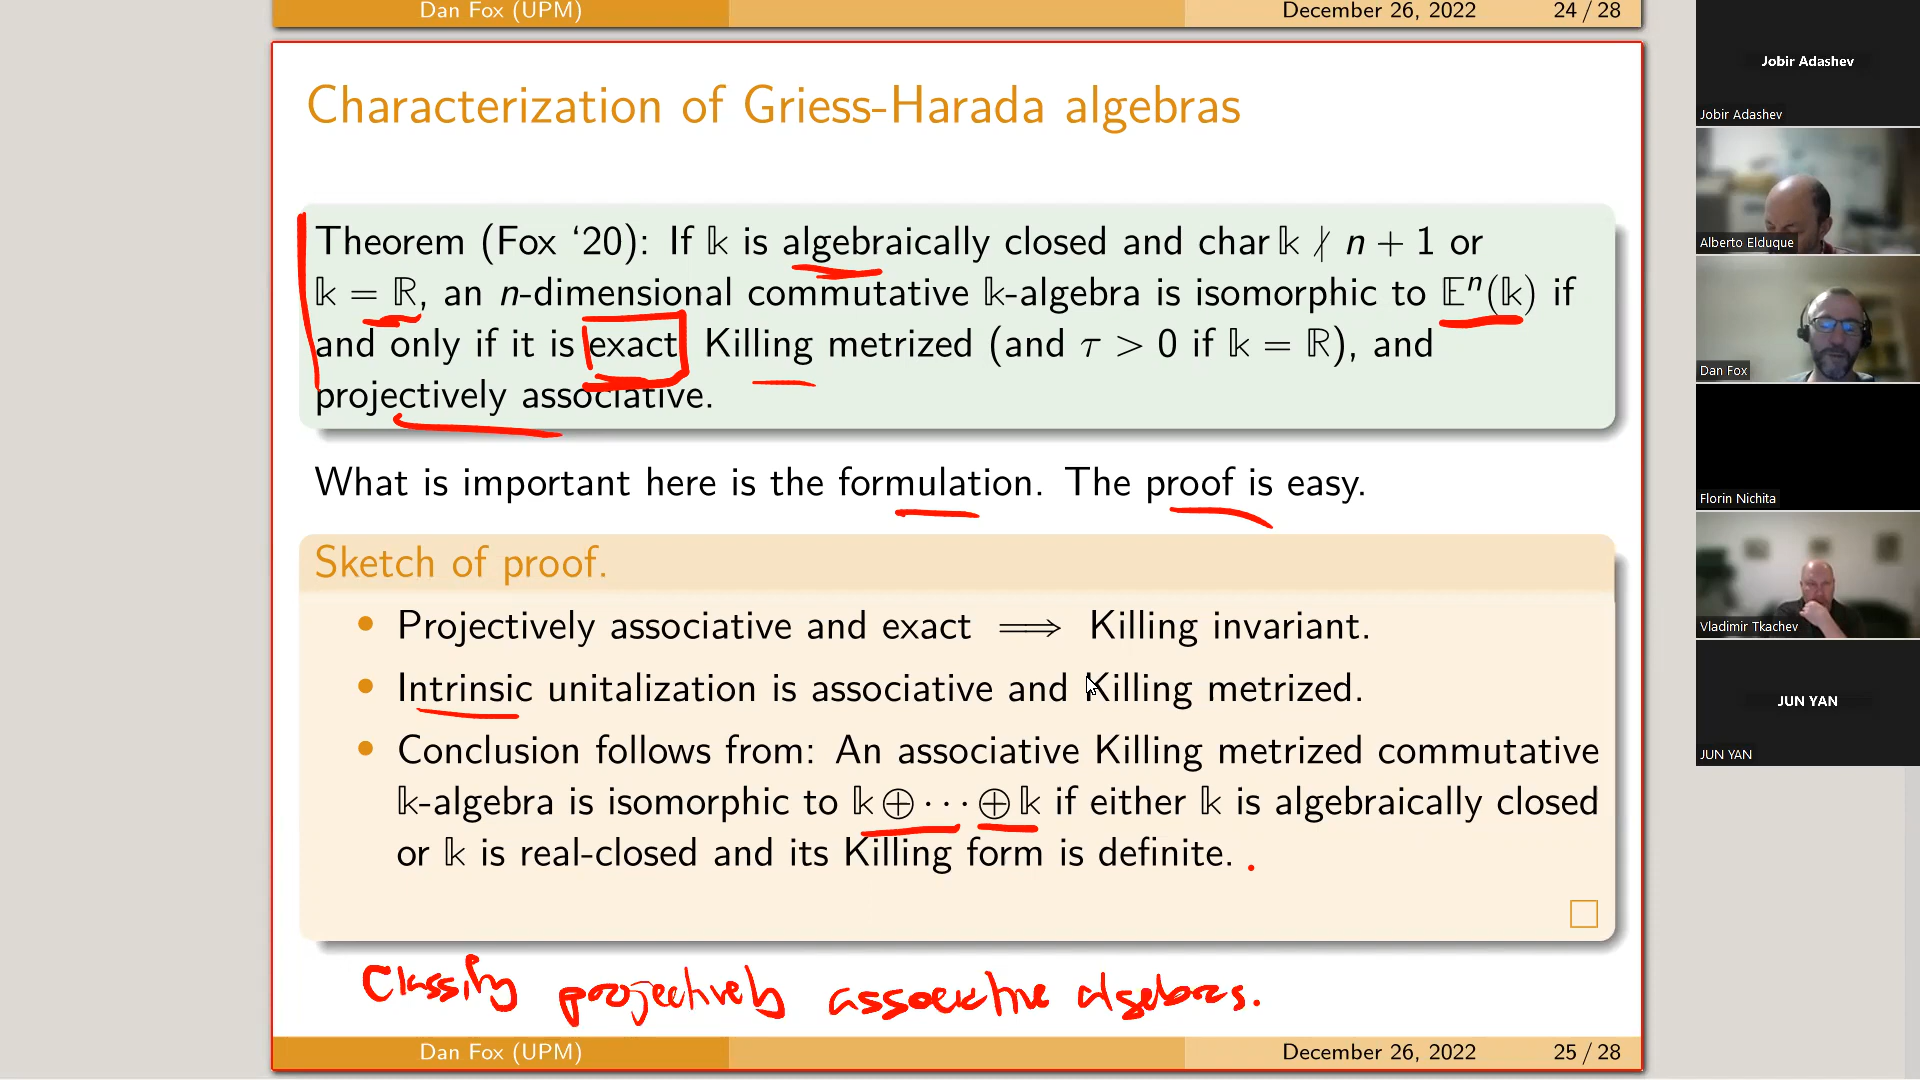 Dan Fox (UPM) December 26, 2022 24 / 28
Characterization of Griess-Harada algebras
Theorem (Fox ‘20): If 𝕜 is algebraically closed and char 𝕜 ∤ n + 1 or
𝕜 = ℝ, an n-dimensional commutative 𝕜-algebra is isomorphic to 𝔼ⁿ(𝕜) if
and only if it is exact Killing metrized (and τ > 0 if 𝕜 = ℝ), and
projectively associative.
What is important here is the formulation. The proof is easy.
Sketch of proof.
• Projectively associative and exact ⟹ Killing invariant.
• Intrinsic unitalization is associative and Killing metrized.
• Conclusion follows from: An associative Killing metrized commutative
𝕜-algebra is isomorphic to 𝕜 ⊕ ··· ⊕ 𝕜 if either 𝕜 is algebraically closed
or 𝕜 is real-closed and its Killing form is definite.
□
Classify projectively associative algebras.
Dan Fox (UPM) December 26, 2022 25 / 28
Jobir Adashev
Jobir Adashev
Alberto Elduque
Dan Fox
Florin Nichita
Vladimir Tkachev
JUN YAN
JUN YAN